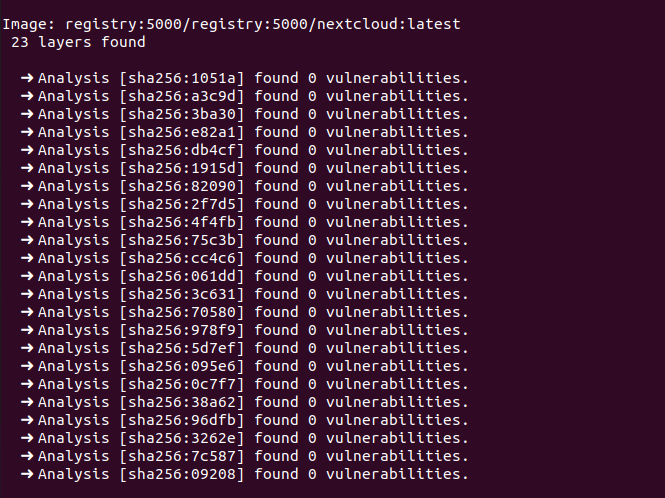 Image: registry:5000/registry:5000/nextcloud:latest
23 layers found
➜ Analysis [sha256:1051a] found 0 vulnerabilities.
➜ Analysis [sha256:a3c9d] found 0 vulnerabilities.
➜ Analysis [sha256:3ba30] found 0 vulnerabilities.
➜ Analysis [sha256:e82a1] found 0 vulnerabilities.
➜ Analysis [sha256:db4cf] found 0 vulnerabilities.
➜ Analysis [sha256:1915d] found 0 vulnerabilities.
➜ Analysis [sha256:82090] found 0 vulnerabilities.
➜ Analysis [sha256:2f7d5] found 0 vulnerabilities.
➜ Analysis [sha256:4f4fb] found 0 vulnerabilities.
➜ Analysis [sha256:75c3b] found 0 vulnerabilities.
➜ Analysis [sha256:cc4c6] found 0 vulnerabilities.
➜ Analysis [sha256:061dd] found 0 vulnerabilities.
➜ Analysis [sha256:3c631] found 0 vulnerabilities.
➜ Analysis [sha256:70580] found 0 vulnerabilities.
➜ Analysis [sha256:978f9] found 0 vulnerabilities.
➜ Analysis [sha256:5d7ef] found 0 vulnerabilities.
➜ Analysis [sha256:095e6] found 0 vulnerabilities.
➜ Analysis [sha256:0c7f7] found 0 vulnerabilities.
➜ Analysis [sha256:38a62] found 0 vulnerabilities.
➜ Analysis [sha256:96dfb] found 0 vulnerabilities.
➜ Analysis [sha256:3262e] found 0 vulnerabilities.
➜ Analysis [sha256:7c587] found 0 vulnerabilities.
➜ Analysis [sha256:09208] found 0 vulnerabilities.